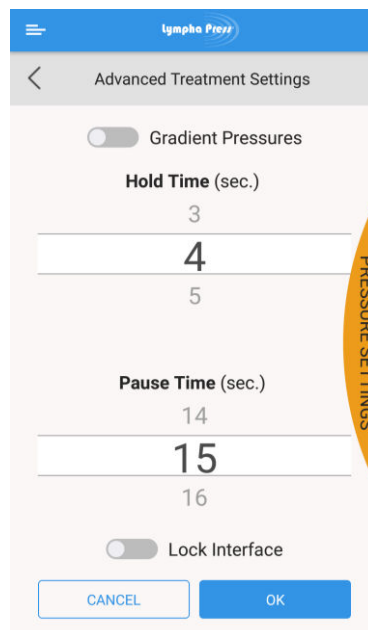 Lympha Press
Advanced Treatment Settings
Gradient Pressures
Hold Time (sec.)
3
4
5
PRESSURE SETTINGS
Pause Time (sec.)
14
15
16
Lock Interface
CANCEL
OK